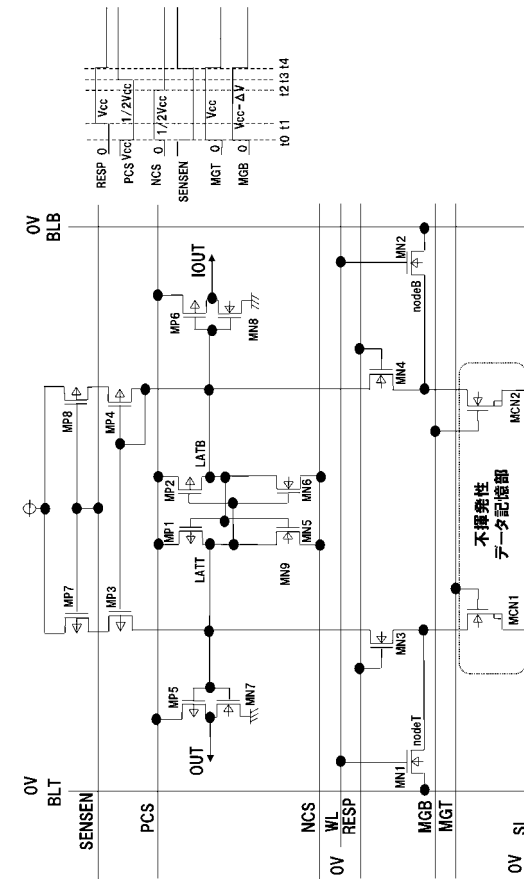 RESP 0 Vcc
PCS Vcc 1/2Vcc
NCS 0 1/2Vcc
SENSEN
MGT 0 Vcc
MGB 0 Vcc-ΔV
t0 t1 t2 t3 t4
0V
BLT
0V
BLB
SENSEN
MP7
MP8
MP3
MP4
PCS
MP5
MP1
MP2
MP6
OUT
LATT
LATB
IOUT
MN7
MN9
MN5
MN6
MN8
NCS
0V WL
RESP
MN3
MN4
MN1
nodeT
nodeB
MN2
MGB
MGT
不揮発性
データ記憶部
MCN1
MCN2
0V SL